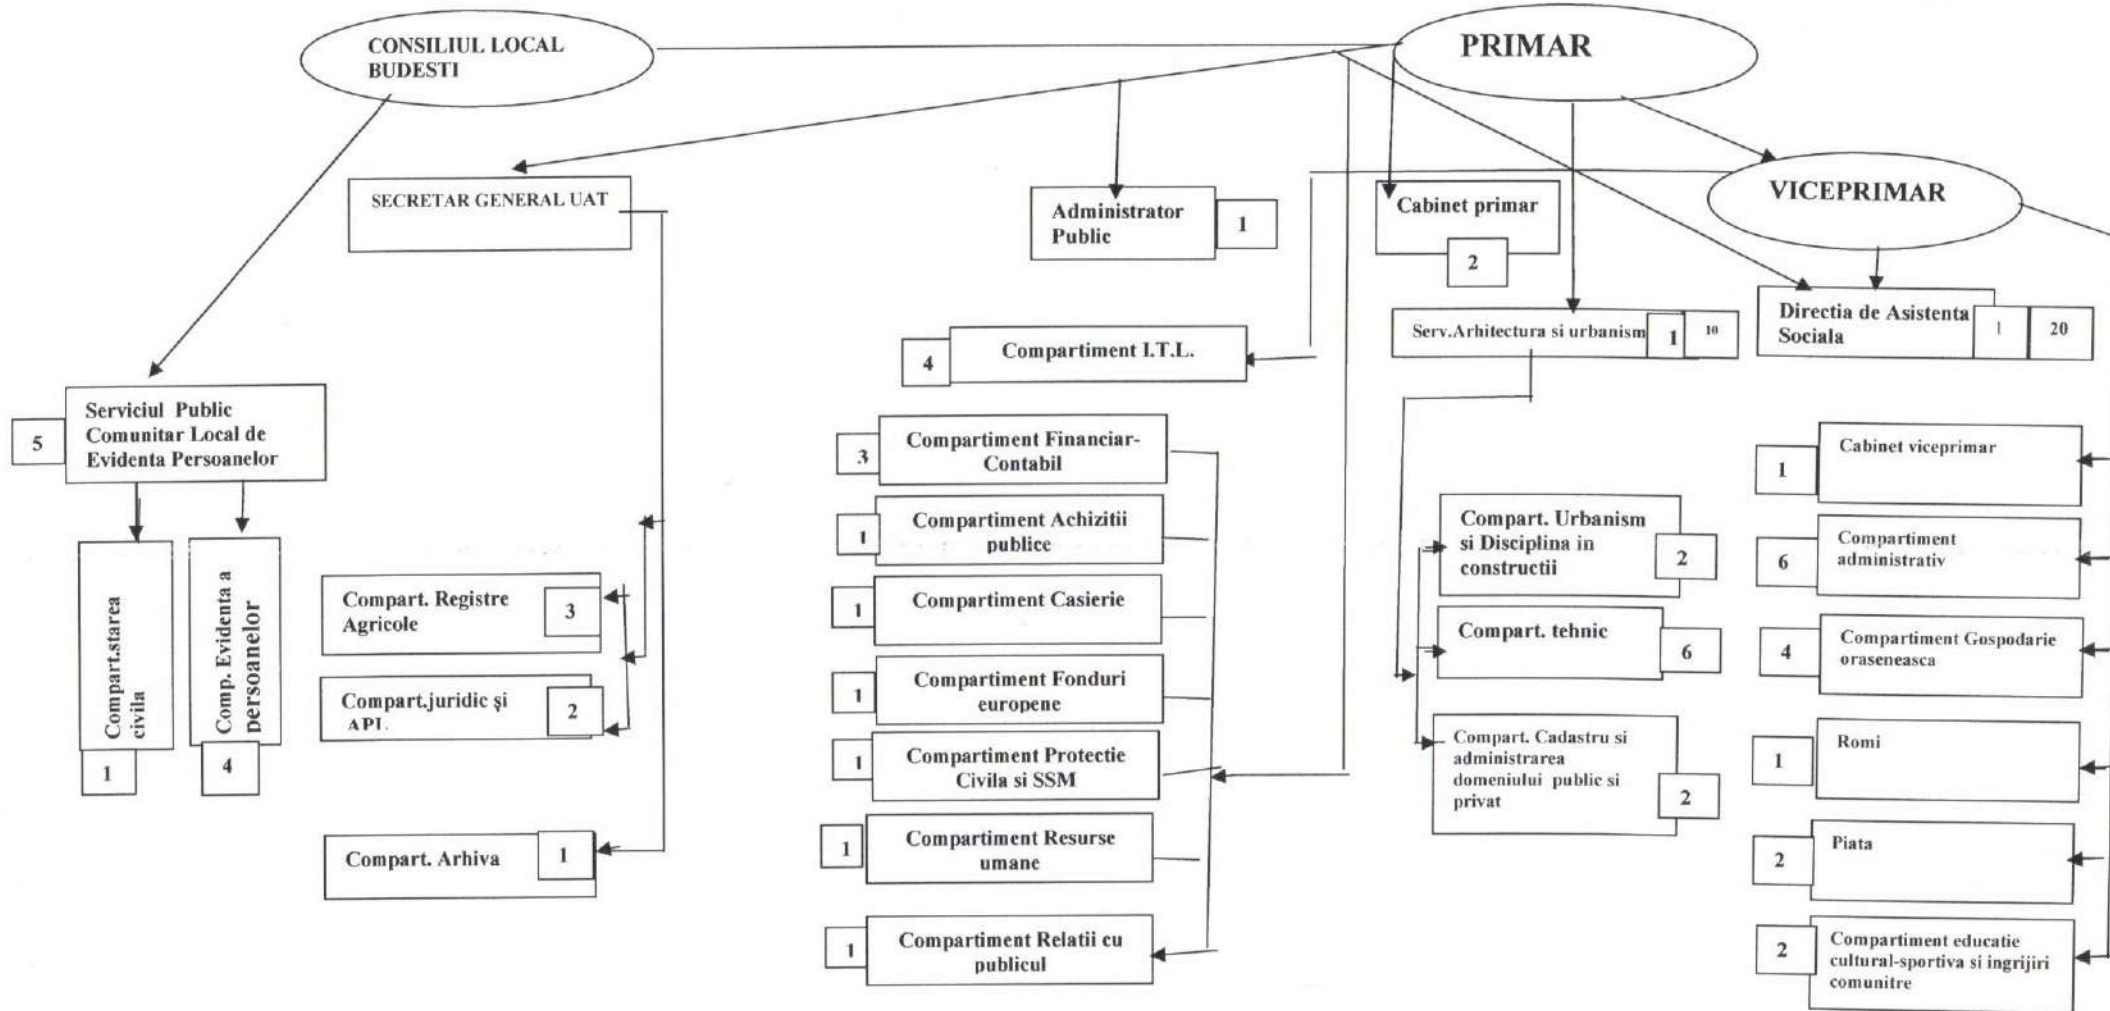 CONSILIUL LOCAL
BUDESTI
PRIMAR
VICEPRIMAR
SECRETAR GENERAL UAT
Administrator
Public
1
Cabinet primar
2
Serv.Arhitectura si urbanism
1
10
Directia de Asistenta
Sociala
1
20
4
Compartiment I.T.L.
5
Serviciul Public
Comunitar Local de
Evidenta Persoanelor
Compart.starea
civila
1
Comp. Evidenta a
persoanelor
4
Compart. Registre
Agricole
3
Compart.juridic şi
APL
2
Compart. Arhiva
1
3
Compartiment Financiar-
Contabil
1
Compartiment Achizitii
publice
1
Compartiment Casierie
1
Compartiment Fonduri
europene
1
Compartiment Protectie
Civila si SSM
1
Compartiment Resurse
umane
1
Compartiment Relatii cu
publicul
Compart. Urbanism
si Disciplina in
constructii
2
Compart. tehnic
6
Compart. Cadastru si
administrarea
domeniului public si
privat
2
1
Cabinet viceprimar
6
Compartiment
administrativ
4
Compartiment Gospodarie
oraseneasca
1
Romi
2
Piata
2
Compartiment educatie
cultural-sportiva si ingrijiri
comunitre